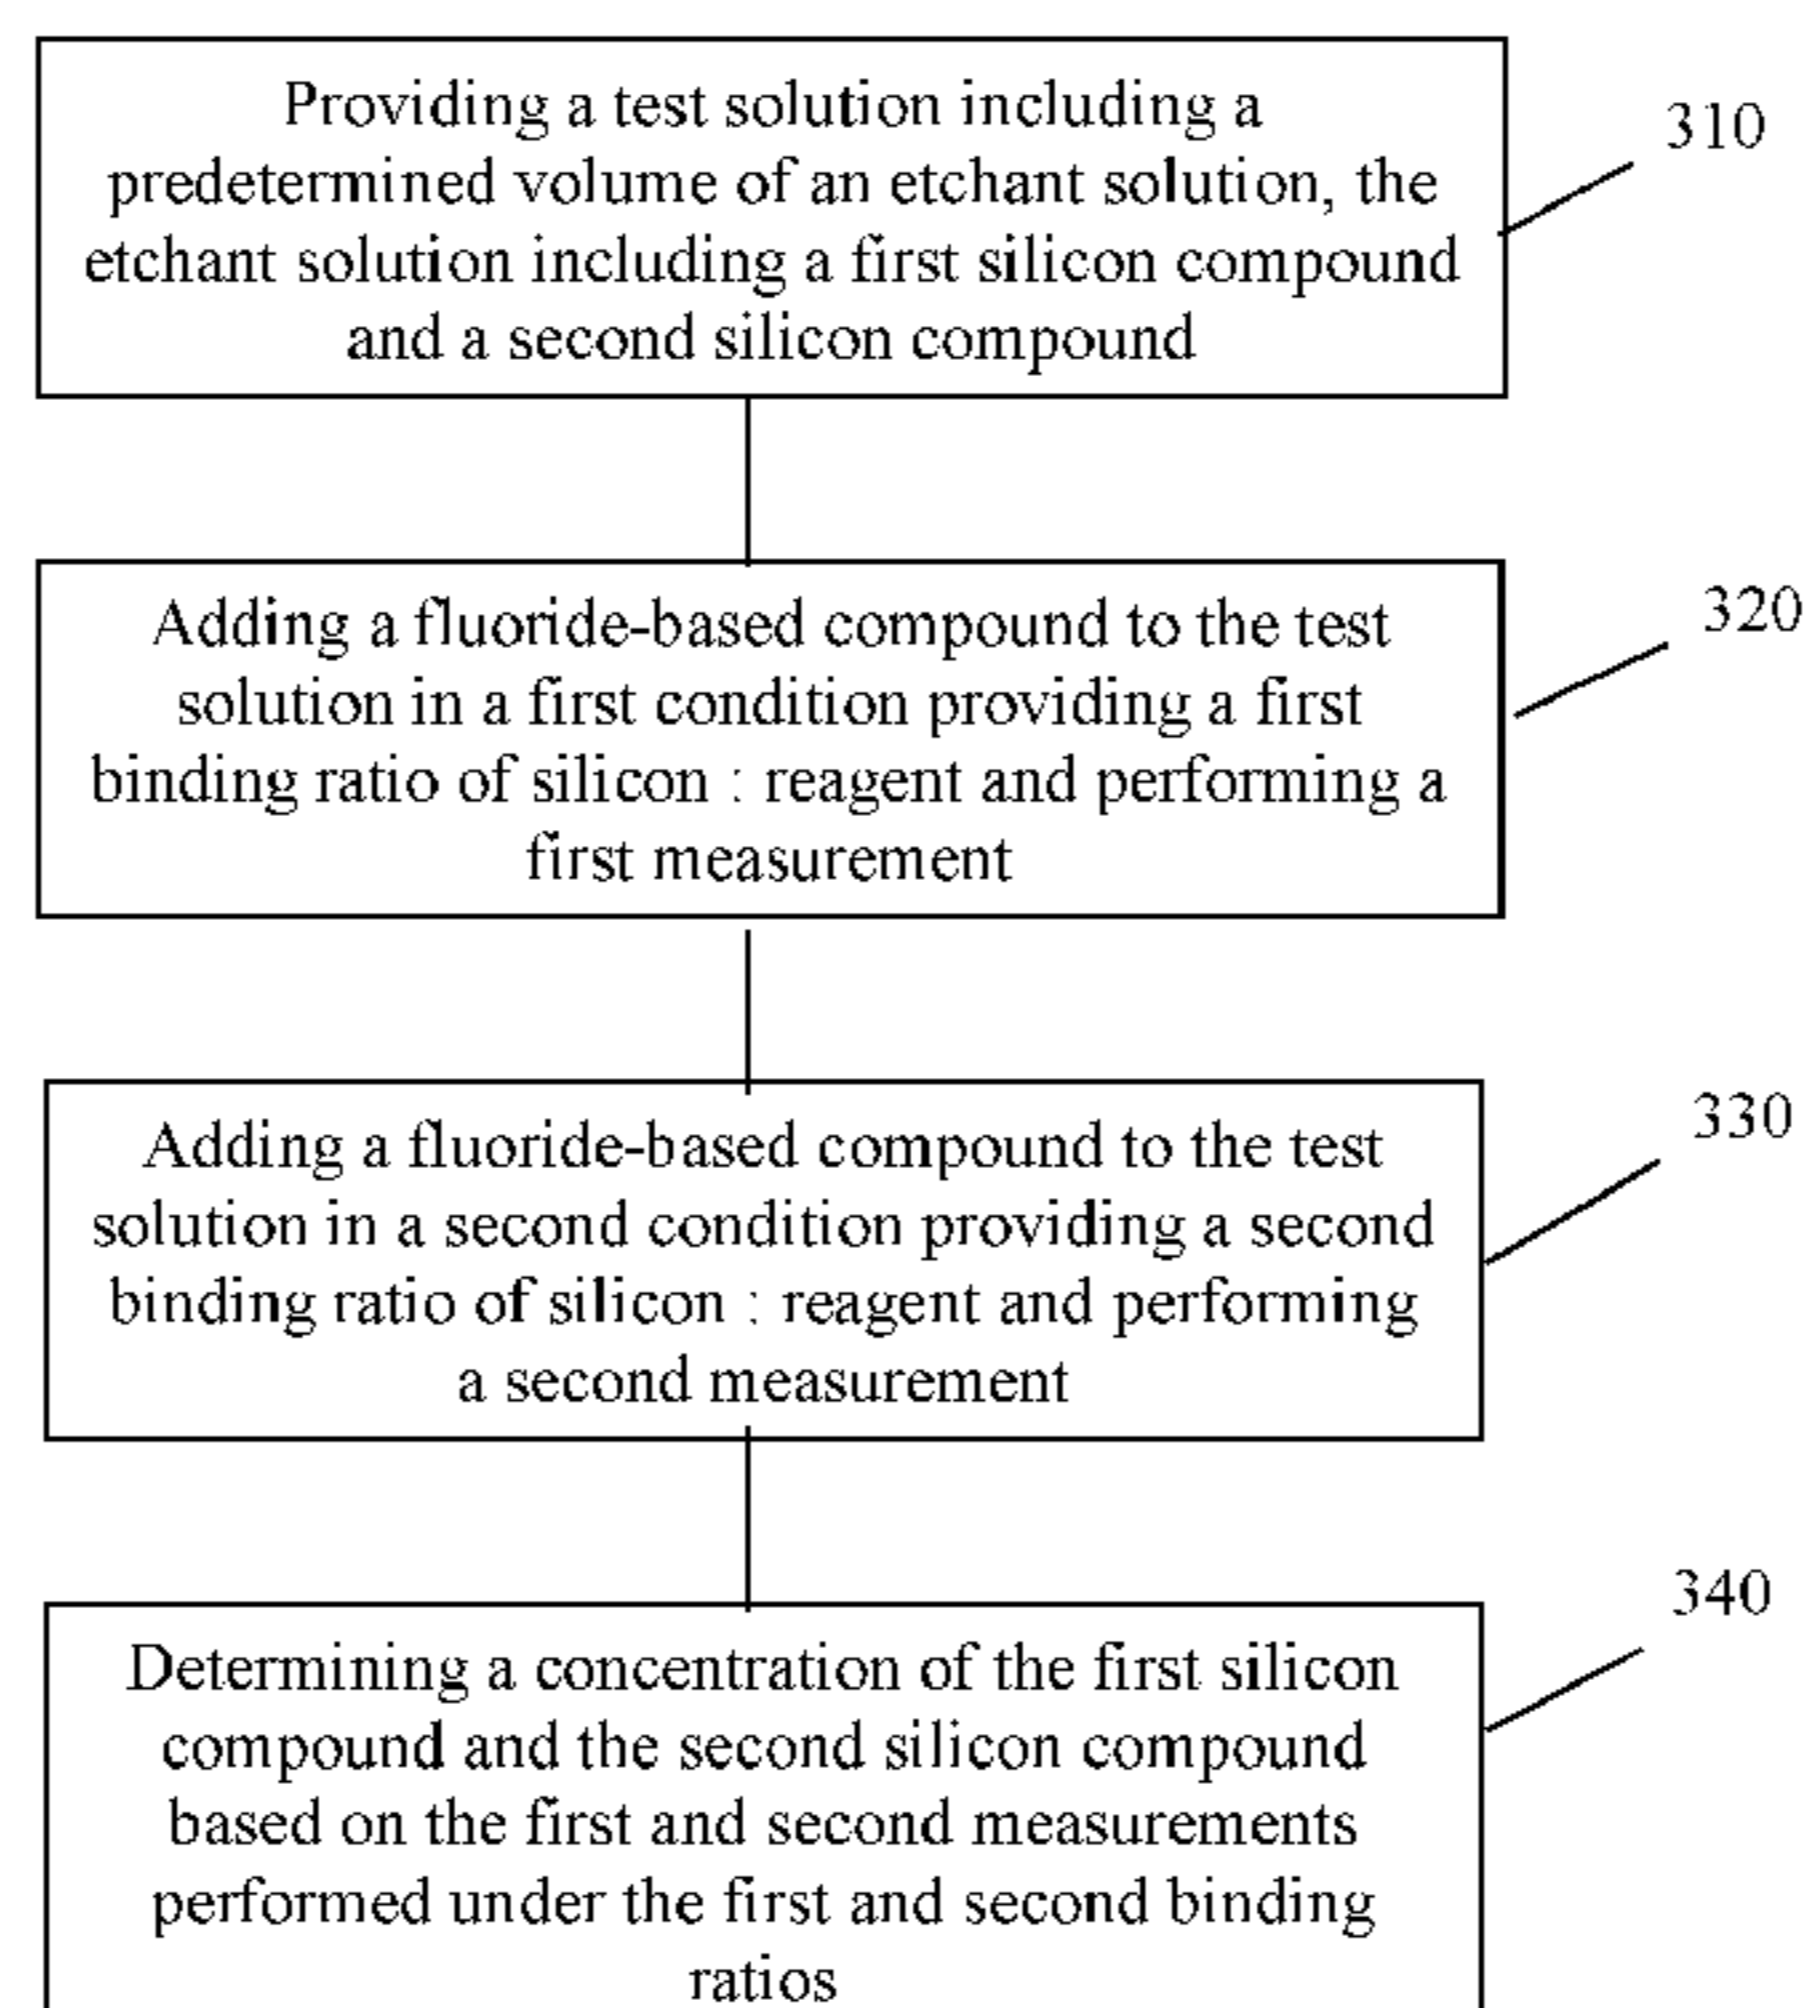 Providing a test solution including a
predetermined volume of an etchant solution, the
etchant solution including a first silicon compound
and a second silicon compound
310
Adding a fluoride-based compound to the test
solution in a first condition providing a first
binding ratio of silicon : reagent and performing a
first measurement
320
Adding a fluoride-based compound to the test
solution in a second condition providing a second
binding ratio of silicon : reagent and performing
a second measurement
330
Determining a concentration of the first silicon
compound and the second silicon compound
based on the first and second measurements
performed under the first and second binding
ratios
340